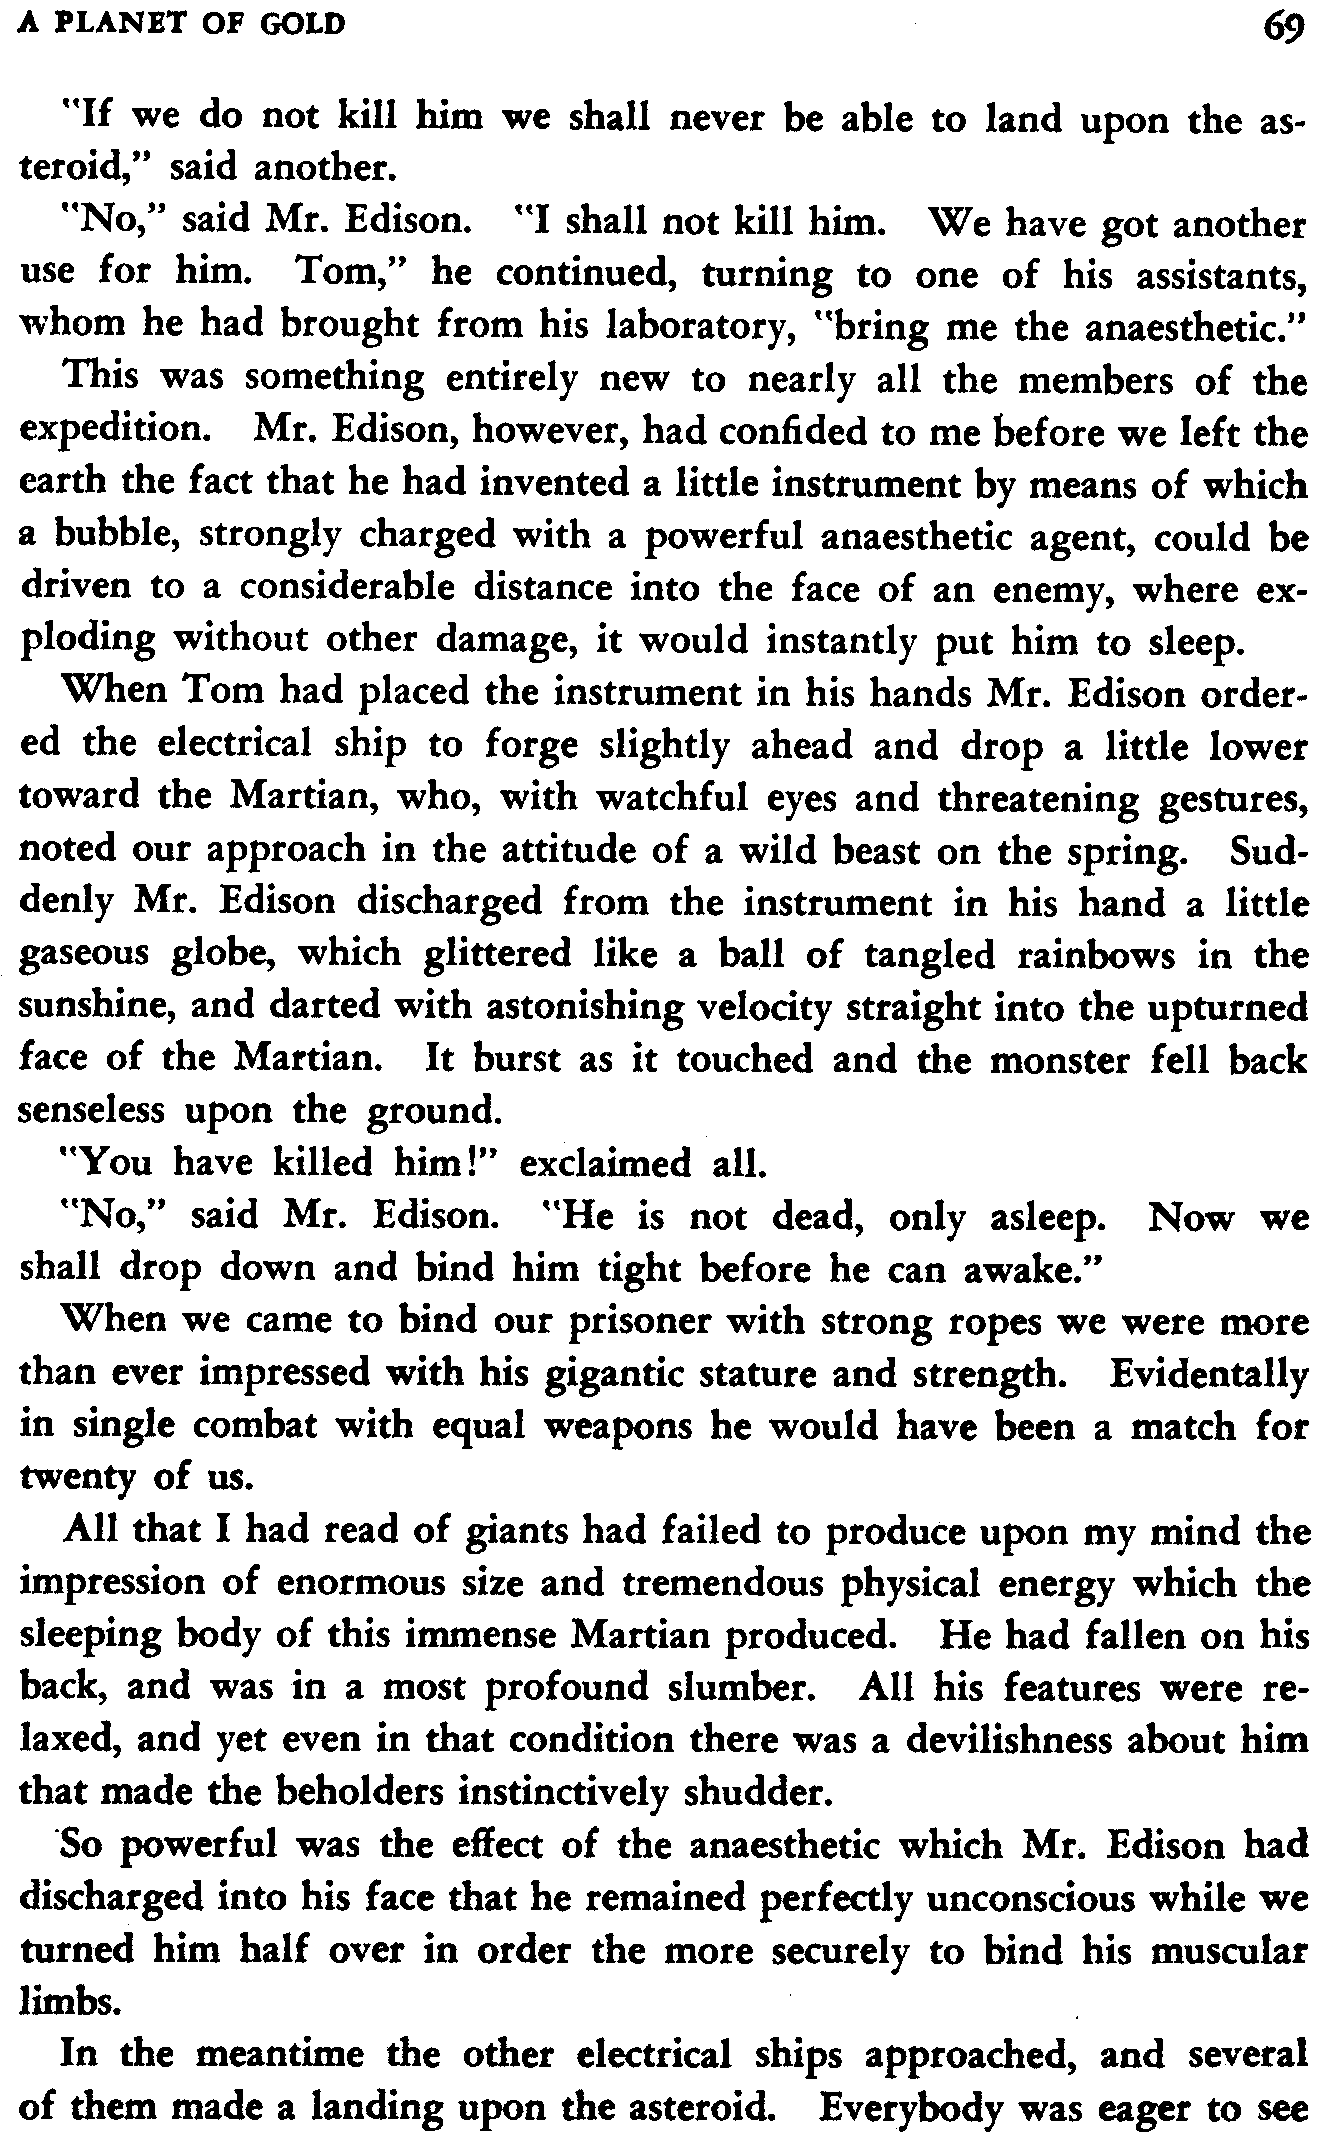 A PLANET OF GOLD 69
"If we do not kill him we shall never be able to land upon the as-
teroid," said another.
"No," said Mr. Edison. "I shall not kill him. We have got another
use for him. Tom," he continued, turning to one of his assistants,
whom he had brought from his laboratory, "bring me the anaesthetic."
This was something entirely new to nearly all the members of the
expedition. Mr. Edison, however, had confided to me before we left the
earth the fact that he had invented a little instrument by means of which
a bubble, strongly charged with a powerful anaesthetic agent, could be
driven to a considerable distance into the face of an enemy, where ex-
ploding without other damage, it would instantly put him to sleep.
When Tom had placed the instrument in his hands Mr. Edison order-
ed the electrical ship to forge slightly ahead and drop a little lower
toward the Martian, who, with watchful eyes and threatening gestures,
noted our approach in the attitude of a wild beast on the spring. Sud-
denly Mr. Edison discharged from the instrument in his hand a little
gaseous globe, which glittered like a ball of tangled rainbows in the
sunshine, and darted with astonishing velocity straight into the upturned
face of the Martian. It burst as it touched and the monster fell back
senseless upon the ground.
"You have killed him!" exclaimed all.
"No," said Mr. Edison. "He is not dead, only asleep. Now we
shall drop down and bind him tight before he can awake."
When we came to bind our prisoner with strong ropes we were more
than ever impressed with his gigantic stature and strength. Evidentally
in single combat with equal weapons he would have been a match for
twenty of us.
All that I had read of giants had failed to produce upon my mind the
impression of enormous size and tremendous physical energy which the
sleeping body of this immense Martian produced. He had fallen on his
back, and was in a most profound slumber. All his features were re-
laxed, and yet even in that condition there was a devilishness about him
that made the beholders instinctively shudder.
So powerful was the effect of the anaesthetic which Mr. Edison had
discharged into his face that he remained perfectly unconscious while we
turned him half over in order the more securely to bind his muscular
limbs.
In the meantime the other electrical ships approached, and several
of them made a landing upon the asteroid. Everybody was eager to see